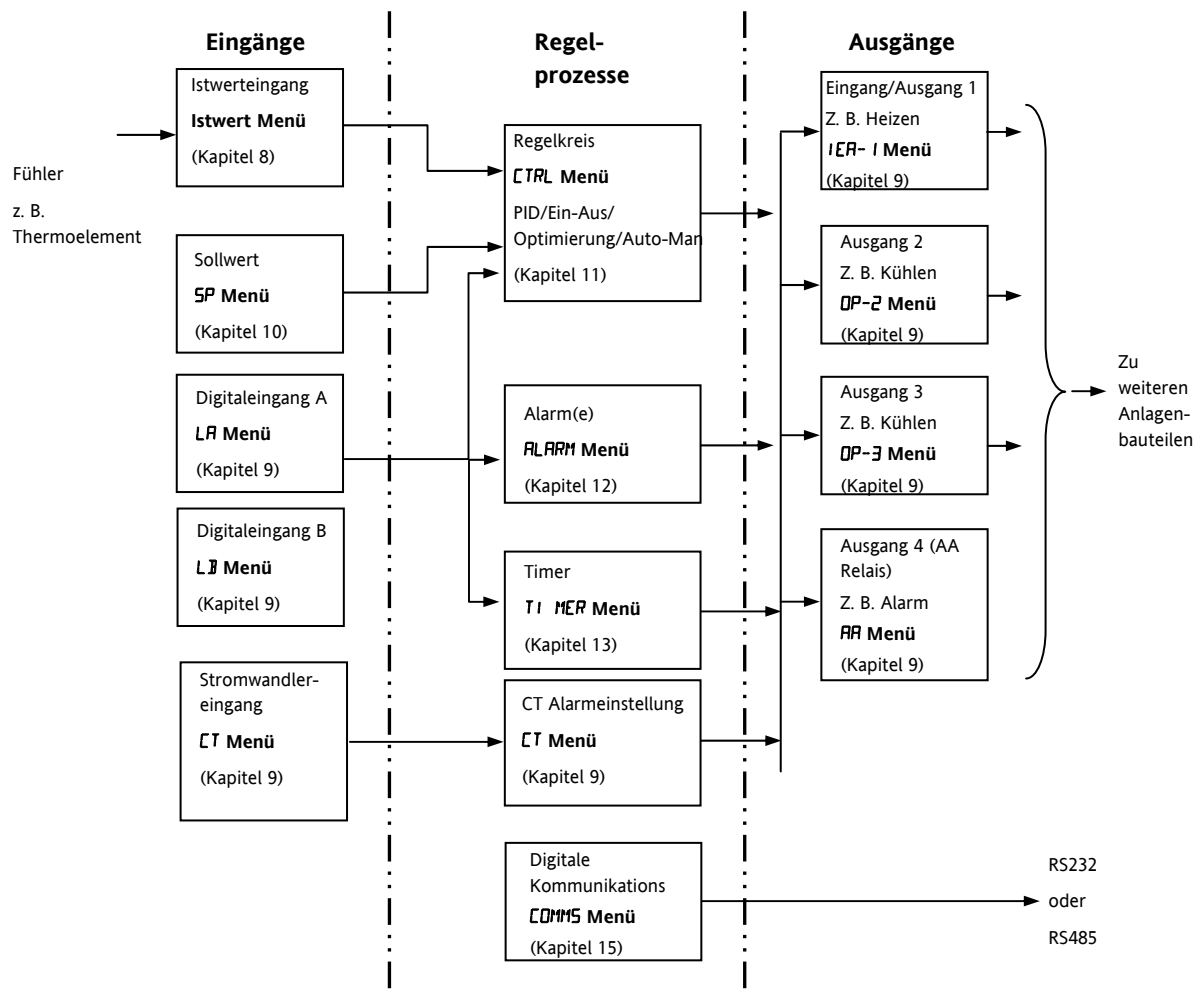 Eingänge
Regel-
prozesse
Ausgänge
Fühler
z. B.
Thermoelement
Istwerteingang
Istwert Menü
(Kapitel 8)
Sollwert
SP Menü
(Kapitel 10)
Digitaleingang A
LA Menü
(Kapitel 9)
Digitaleingang B
LB Menü
(Kapitel 9)
Stromwandler-
eingang
CT Menü
(Kapitel 9)
Regelkreis
CTRL Menü
PID/Ein-Aus/
Optimierung/Auto-Man
(Kapitel 11)
Alarm(e)
ALARM Menü
(Kapitel 12)
Timer
TIMER Menü
(Kapitel 13)
CT Alarmeinstellung
CT Menü
(Kapitel 9)
Digitale
Kommunikations
COMMS Menü
(Kapitel 15)
Eingang/Ausgang 1
Z. B. Heizen
Menü
(Kapitel 9)
Ausgang 2
Z. B. Kühlen
OP-2 Menü
(Kapitel 9)
Ausgang 3
Z. B. Kühlen
OP-3 Menü
(Kapitel 9)
Ausgang 4 (AA
Relais)
Z. B. Alarm
AA Menü
(Kapitel 9)
Zu
weiteren
Anlagen-
bauteilen
RS232
oder
RS485